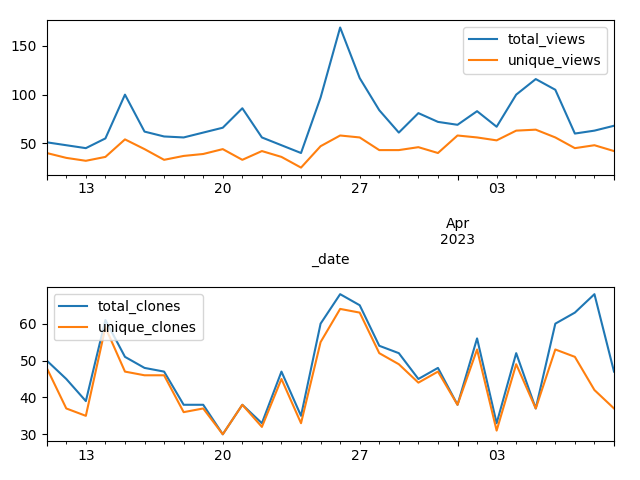 150
100
50
total_views
unique_views
13
20
27
03
Apr
2023
_date
60
50
40
30
total_clones
unique_clones
13
20
27
03